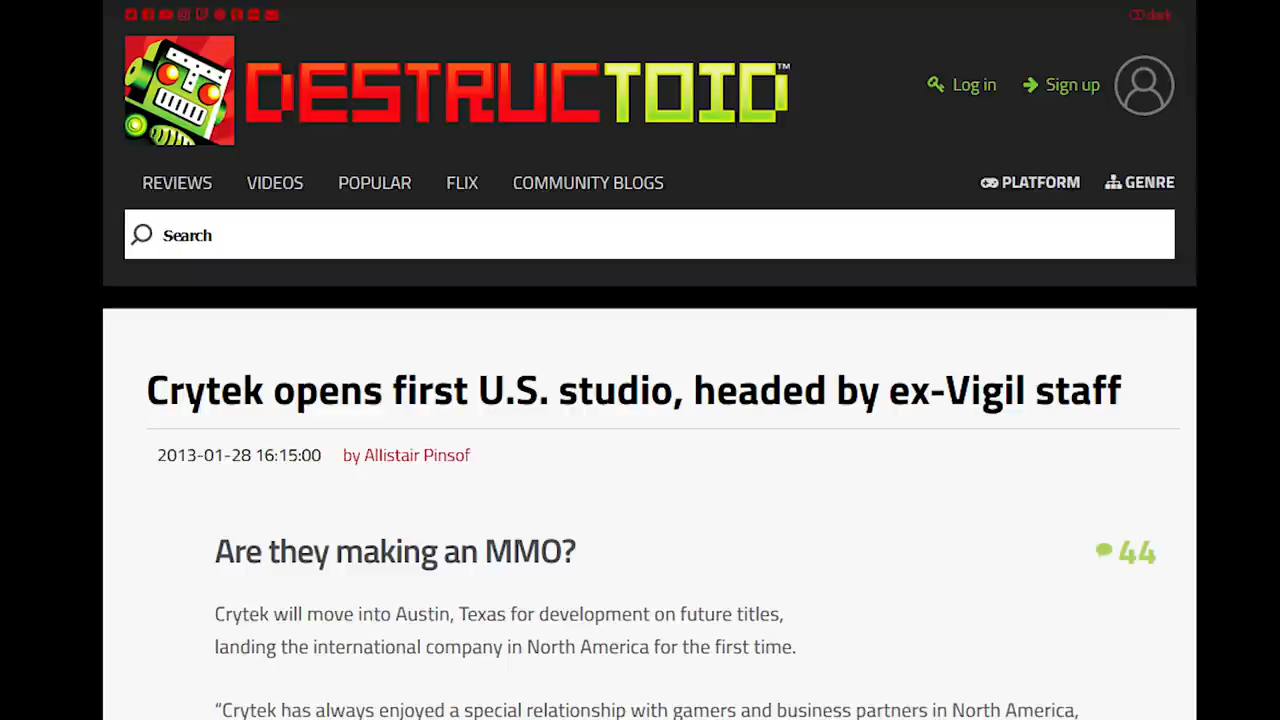 dark
DESTRUCTOID™
Log in
Sign up
REVIEWS VIDEOS POPULAR FLIX COMMUNITY BLOGS PLATFORM GENRE
Search
Crytek opens first U.S. studio, headed by ex-Vigil staff
2013-01-28 16:15:00 by Allistair Pinsof
Are they making an MMO? 44
Crytek will move into Austin, Texas for development on future titles,
landing the international company in North America for the first time.
“Crytek has always enjoyed a special relationship with gamers and business partners in North America,